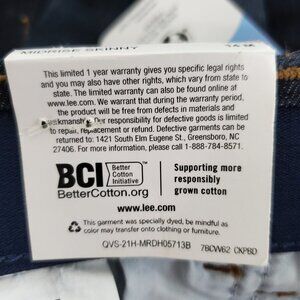 MIDRISE SKINNY
This limited 1 year warranty gives you specific legal rights
and you may also have other rights, which vary from state to
state. The limited warranty can also be found online at
www.lee.com. We warrant that during the warranty period,
the product will be free from defects in materials and
workmanship. Our responsibility for defective goods is limited
to repair, replacement or refund. Defective garments can be
returned to: 1421 South Elm Eugene St., Greensboro, NC
27406. For more information, please call 1-888-784-8571.
BCI
Better
Cotton
Initiative
BetterCotton.org
Supporting more
responsibly
grown cotton
www.lee.com
This garment was specially dyed, be mindful as
color may transfer onto clothing or furniture.
QVS-21H-MRDH05713B